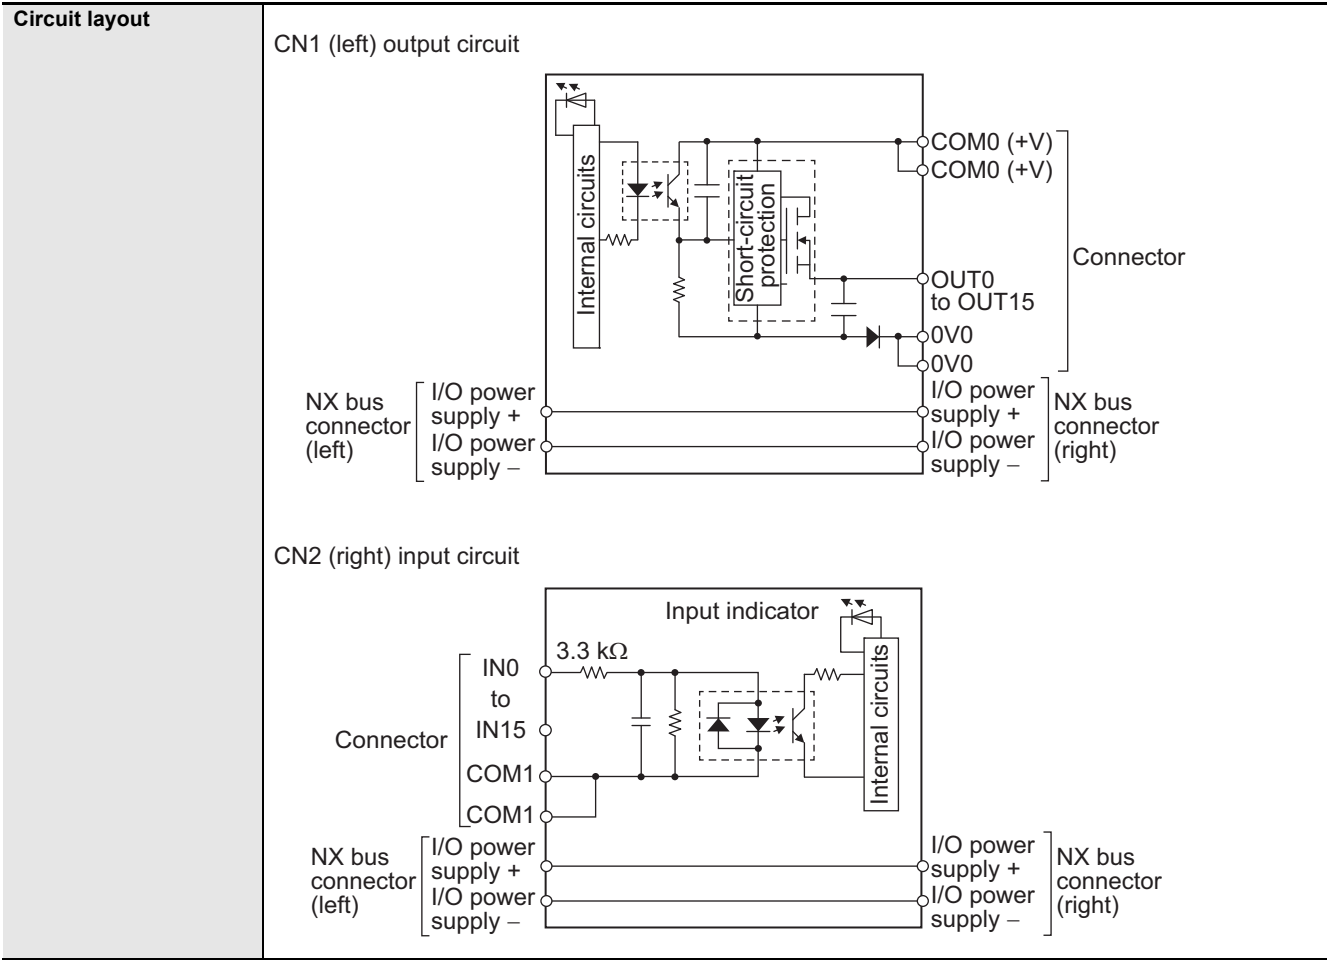 Circuit layout
CN1 (left) output circuit
Internal circuits
Short-circuit
protection
COM0 (+V)
COM0 (+V)
OUT0
to OUT15
0V0
0V0
Connector
NX bus
connector
(left)
I/O power
supply +
I/O power
supply –
I/O power
supply +
I/O power
supply –
NX bus
connector
(right)
CN2 (right) input circuit
Input indicator
3.3 kΩ
IN0
to
IN15
COM1
COM1
Connector
Internal circuits
NX bus
connector
(left)
I/O power
supply +
I/O power
supply –
I/O power
supply +
I/O power
supply –
NX bus
connector
(right)